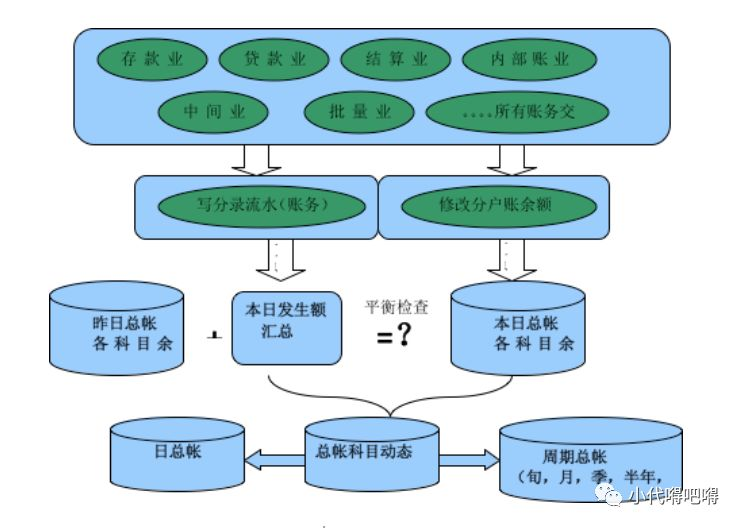 存 款 业
贷 款 业
结 算 业
内 部 账 业
中 间 业
批 量 业
。。。。所有账务交
写分录流水(账务)
修改分户账余额
昨日总帐
各 科 目 余
本日发生额
汇总
平衡检查
=?
本日总帐
各 科 目 余
日总帐
总帐科目动态
周期总帐
（旬，月，季，半年，
小代嘚吧嘚